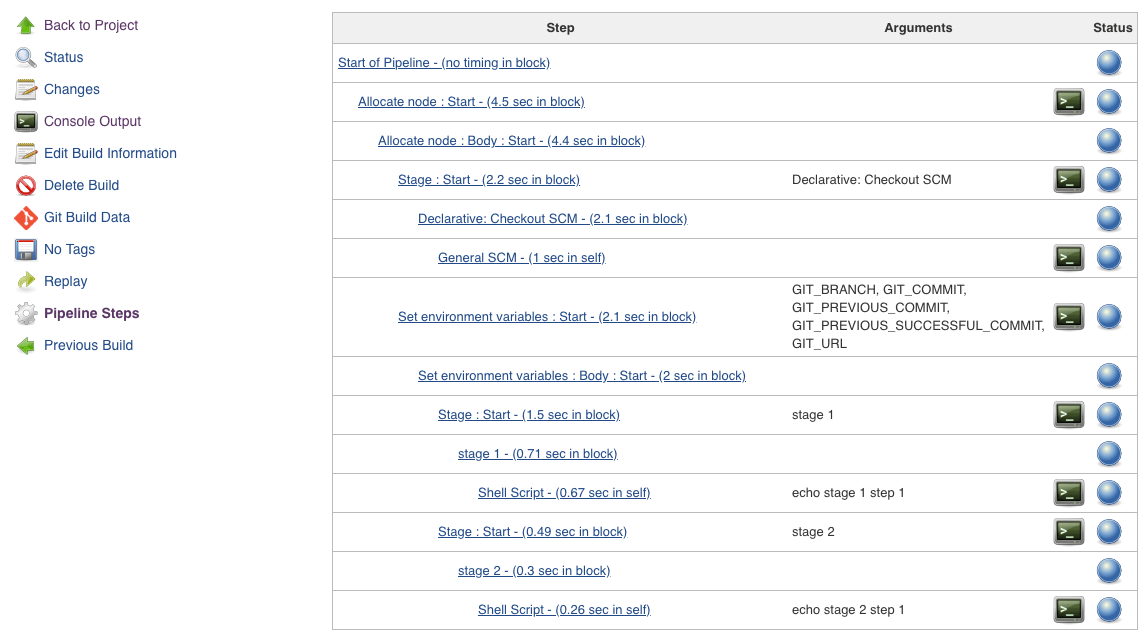 Back to Project
Status
Changes
Console Output
Edit Build Information
Delete Build
Git Build Data
No Tags
Replay
Pipeline Steps
Previous Build
Step Arguments Status
Start of Pipeline - (no timing in block)
Allocate node : Start - (4.5 sec in block)
Allocate node : Body : Start - (4.4 sec in block)
Stage : Start - (2.2 sec in block) Declarative: Checkout SCM
Declarative: Checkout SCM - (2.1 sec in block)
General SCM - (1 sec in self)
Set environment variables : Start - (2.1 sec in block)
GIT_BRANCH, GIT_COMMIT,
GIT_PREVIOUS_COMMIT,
GIT_PREVIOUS_SUCCESSFUL_COMMIT,
GIT_URL
Set environment variables : Body : Start - (2 sec in block)
Stage : Start - (1.5 sec in block) stage 1
stage 1 - (0.71 sec in block)
Shell Script - (0.67 sec in self) echo stage 1 step 1
Stage : Start - (0.49 sec in block) stage 2
stage 2 - (0.3 sec in block)
Shell Script - (0.26 sec in self) echo stage 2 step 1